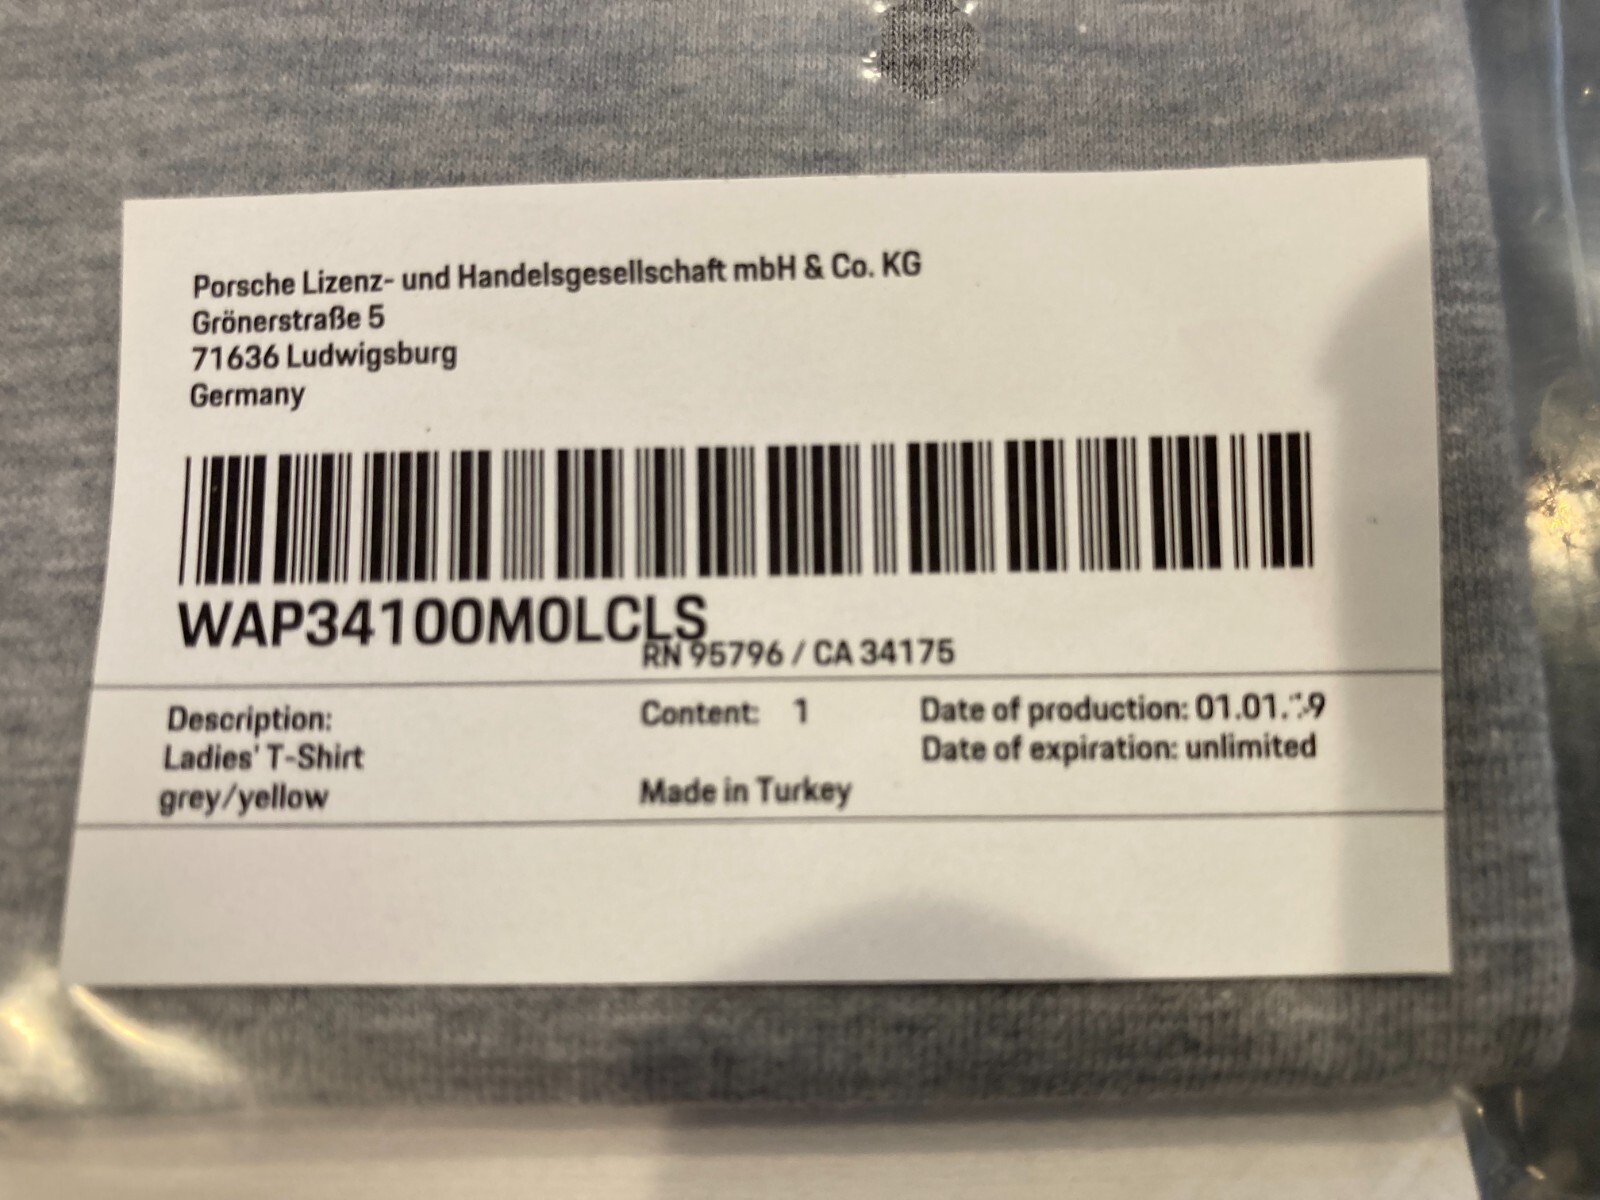 Porsche Lizenz- und Handelsgesellschaft mbH & Co. KG
Grönerstraße 5
71636 Ludwigsburg
Germany
WAP34100M0LCLS
RN 95796 / CA 34175
Description:
Ladies' T-Shirt
grey/yellow
Content: 1
Made in Turkey
Date of production:
Date of expiration: unlimited